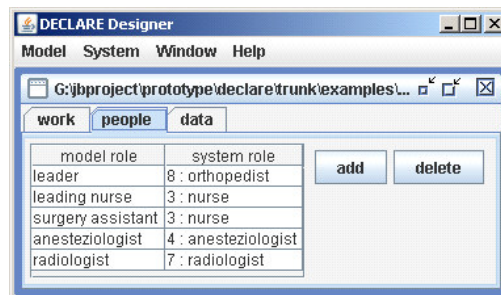 DECLARE Designer
Model System Window Help
G:\jbproject\prototype\declare\trunk\examples\...
work people data
model role system role
leader 8 : orthopedist
leading nurse 3 : nurse
surgery assistant 3 : nurse
anesteziologist 4 : anesteziologist
radiologist 7 : radiologist
add delete